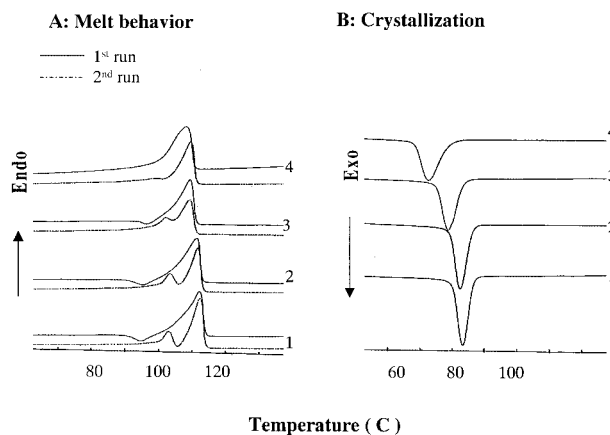 A: Melt behavior
B: Crystallization
1st run
2nd run
Endo
Exo
4
3
2
1
4
80
100
120
60
80
100
Temperature ( C )